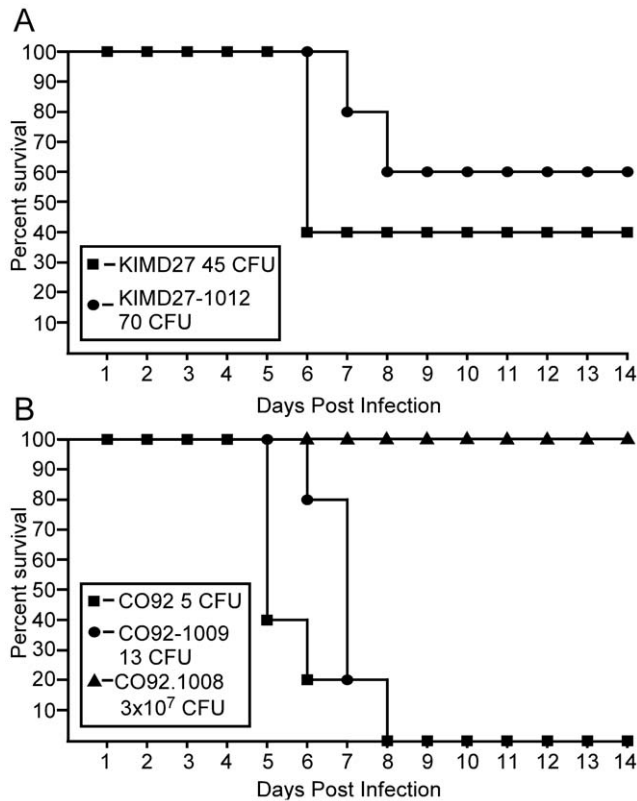 A
100
90
80
70
60
50
40
30
20
10
Percent survival
KIMD27 45 CFU
KIMD27-1012
70 CFU
1 2 3 4 5 6 7 8 9 10 11 12 13 14
Days Post Infection
B
100
90
80
70
60
50
40
30
20
10
Percent survival
CO92 5 CFU
CO92-1009
13 CFU
CO92.1008
3x10⁷ CFU
1 2 3 4 5 6 7 8 9 10 11 12 13 14
Days Post Infection